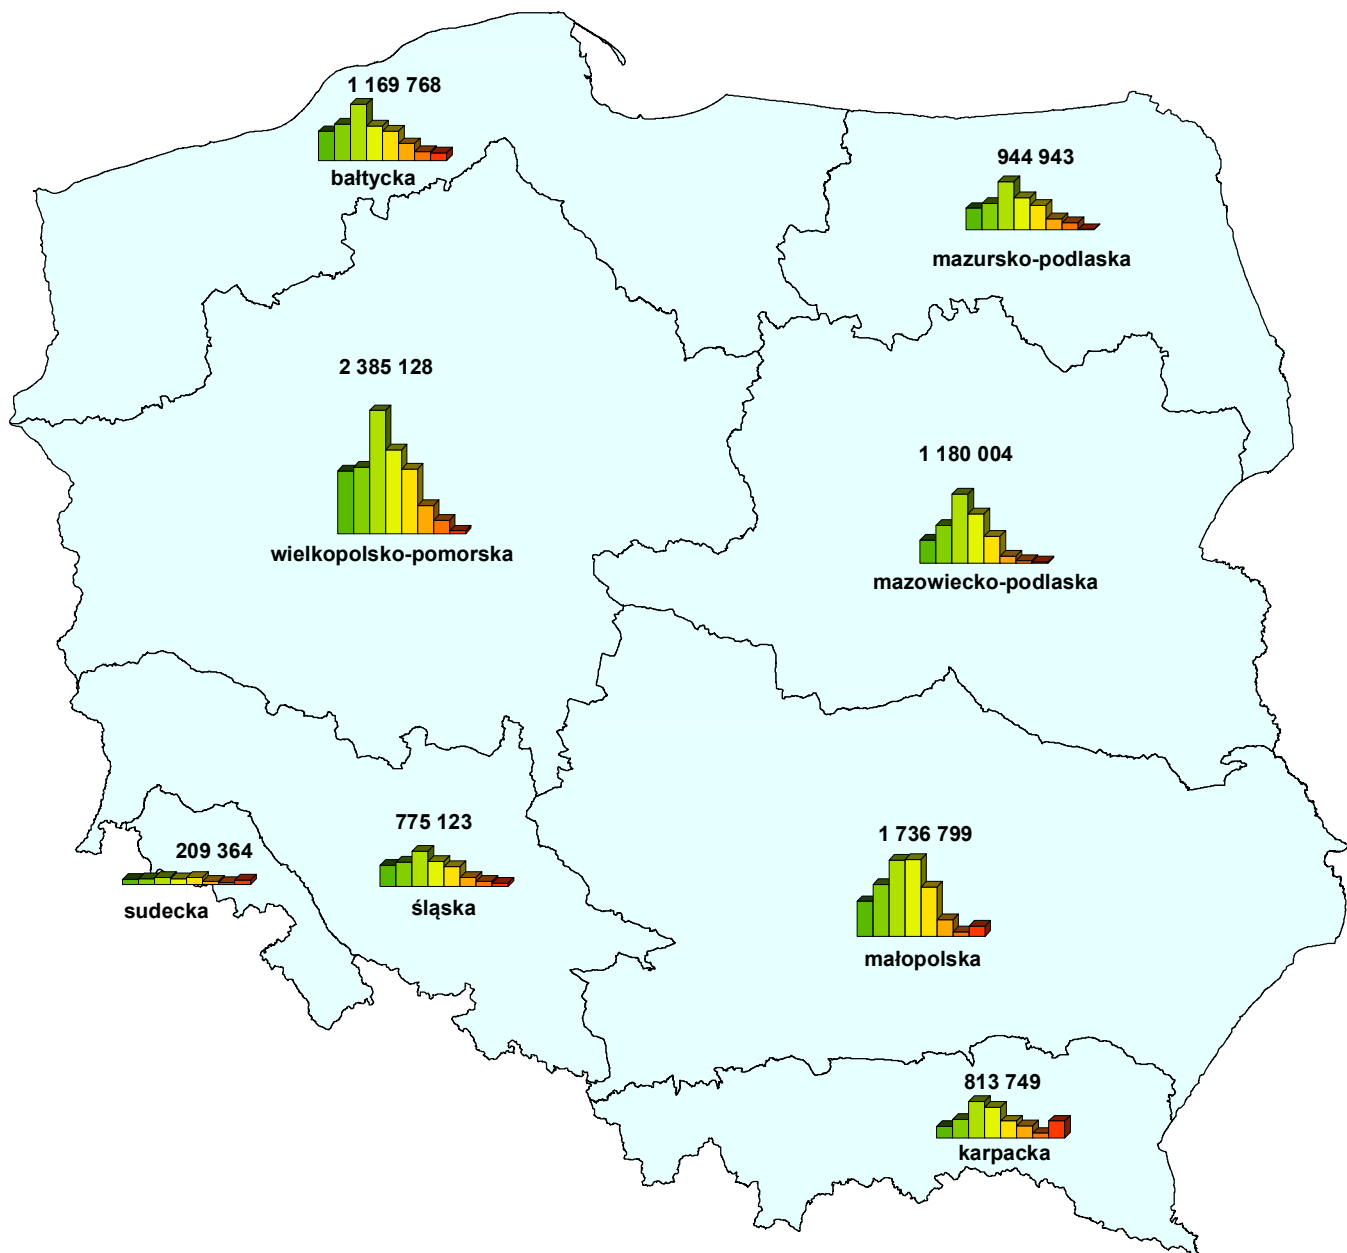 1 169 768
bałtycka
944 943
mazursko-podlaska
2 385 128
wielkopolsko-pomorska
1 180 004
mazowiecko-podlaska
775 123
śląska
209 364
sudecka
1 736 799
małopolska
813 749
karpacka